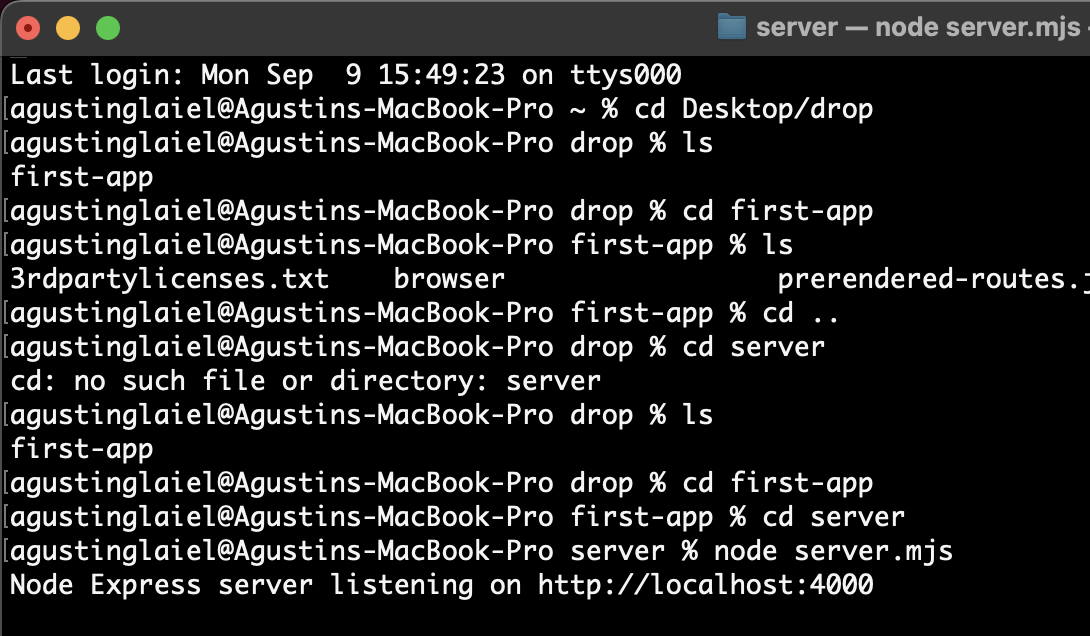 server — node server.mjs
Last login: Mon Sep  9 15:49:23 on ttys000
agustinglaiel@Agustins-MacBook-Pro ~ % cd Desktop/drop
agustinglaiel@Agustins-MacBook-Pro drop % ls
first-app
agustinglaiel@Agustins-MacBook-Pro drop % cd first-app
agustinglaiel@Agustins-MacBook-Pro first-app % ls
3rdpartylicenses.txt    browser                 prerendered-routes.j
agustinglaiel@Agustins-MacBook-Pro first-app % cd ..
agustinglaiel@Agustins-MacBook-Pro drop % cd server
cd: no such file or directory: server
agustinglaiel@Agustins-MacBook-Pro drop % ls
first-app
agustinglaiel@Agustins-MacBook-Pro drop % cd first-app
agustinglaiel@Agustins-MacBook-Pro first-app % cd server
agustinglaiel@Agustins-MacBook-Pro server % node server.mjs
Node Express server listening on http://localhost:4000